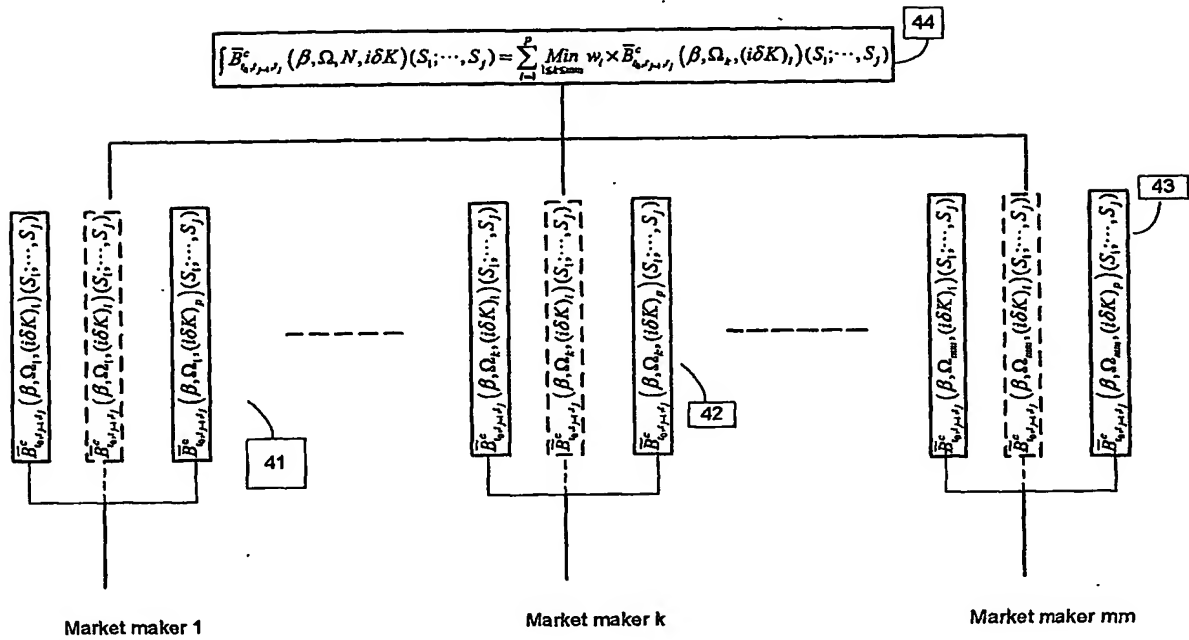 44
∫ B̄^c_{t_0,t_{j-1},t_j} (β,Ω,N,iδK)(S_1;⋯,S_j) = ∑_{l=1}^{p} Min_{1≤k≤mm} w_l × B̄^c_{t_0,t_{j-1},t_j} (β,Ω_k,(iδK)_l)(S_1;⋯,S_j)
B̄^c_{t_0,t_{j-1},t_j} (β,Ω_1,(iδK)_1)(S_1;⋯,S_j)
B̄^c_{t_0,t_{j-1},t_j} (β,Ω_1,(iδK)_l)(S_1;⋯,S_j)
B̄^c_{t_0,t_{j-1},t_j} (β,Ω_1,(iδK)_p)(S_1;⋯,S_j)
41
B̄^c_{t_0,t_{j-1},t_j} (β,Ω_k,(iδK)_1)(S_1;⋯,S_j)
B̄^c_{t_0,t_{j-1},t_j} (β,Ω_k,(iδK)_l)(S_1;⋯,S_j)
B̄^c_{t_0,t_{j-1},t_j} (β,Ω_k,(iδK)_p)(S_1;⋯,S_j)
42
B̄^c_{t_0,t_{j-1},t_j} (β,Ω_{mm},(iδK)_1)(S_1;⋯,S_j)
B̄^c_{t_0,t_{j-1},t_j} (β,Ω_{mm},(iδK)_l)(S_1;⋯,S_j)
B̄^c_{t_0,t_{j-1},t_j} (β,Ω_{mm},(iδK)_p)(S_1;⋯,S_j)
43
Market maker 1
Market maker k
Market maker mm